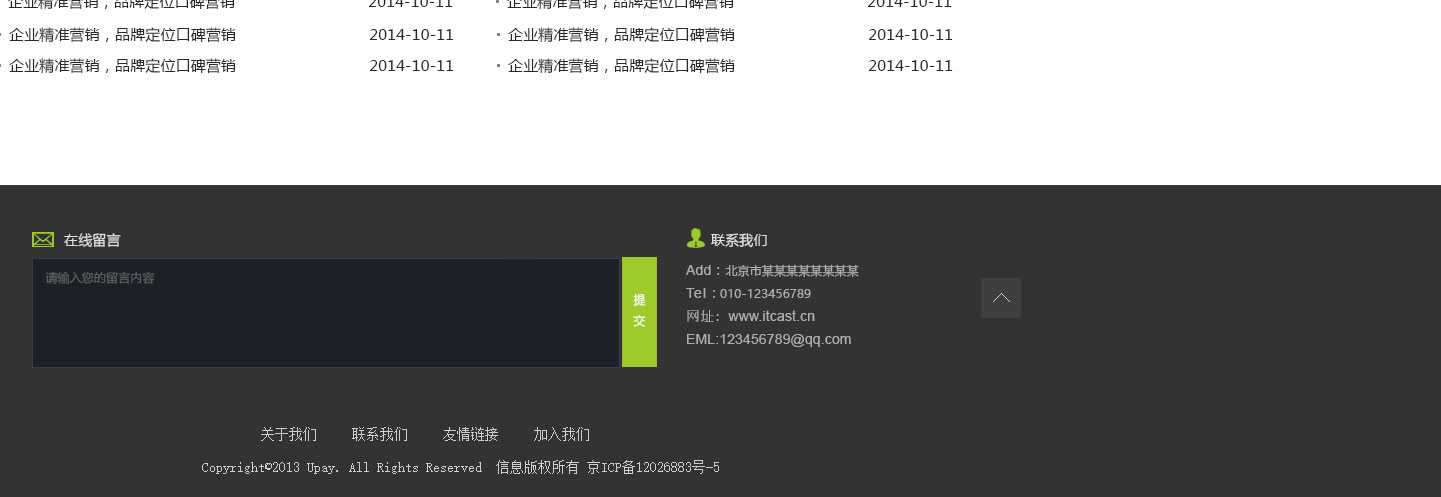 企业精准营销，品牌定位口碑营销 2014-10-11 企业精准营销，品牌定位口碑营销 2014-10-11
企业精准营销，品牌定位口碑营销 2014-10-11 企业精准营销，品牌定位口碑营销 2014-10-11
企业精准营销，品牌定位口碑营销 2014-10-11 企业精准营销，品牌定位口碑营销 2014-10-11
在线留言
请输入您的留言内容
提
交
联系我们
Add：北京市某某某某某某某某
Tel：010-123456789
网址：www.itcast.cn
EML:123456789@qq.com
关于我们 联系我们 友情链接 加入我们
Copyright©2013 Upay. All Rights Reserved 信息版权所有 京ICP备12026883号-5